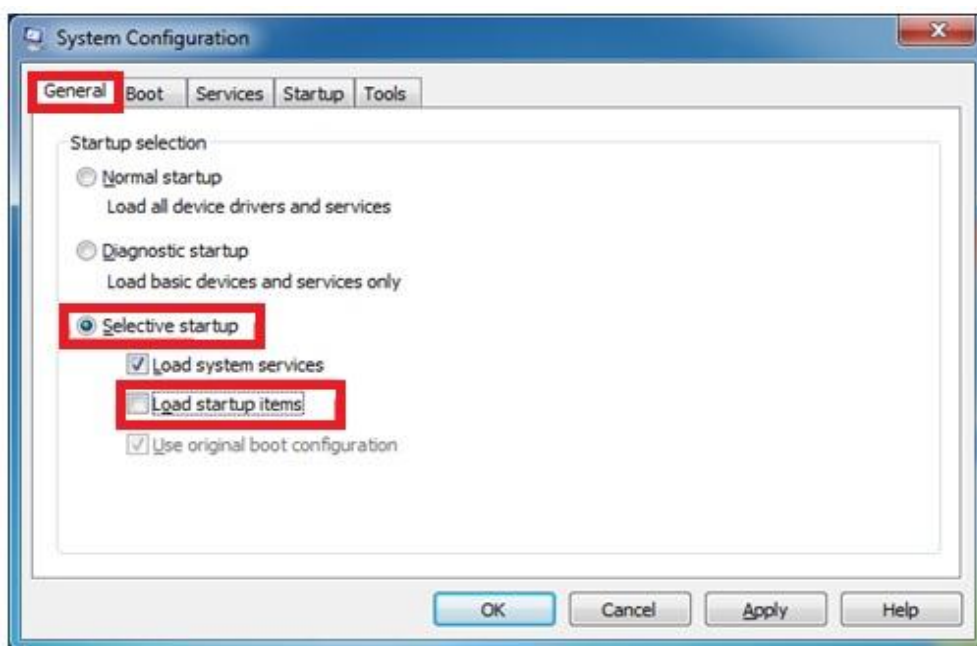 System Configuration
General Boot Services Startup Tools
Startup selection
Normal startup
Load all device drivers and services
Diagnostic startup
Load basic devices and services only
Selective startup
Load system services
Load startup items
Use original boot configuration
OK Cancel Apply Help